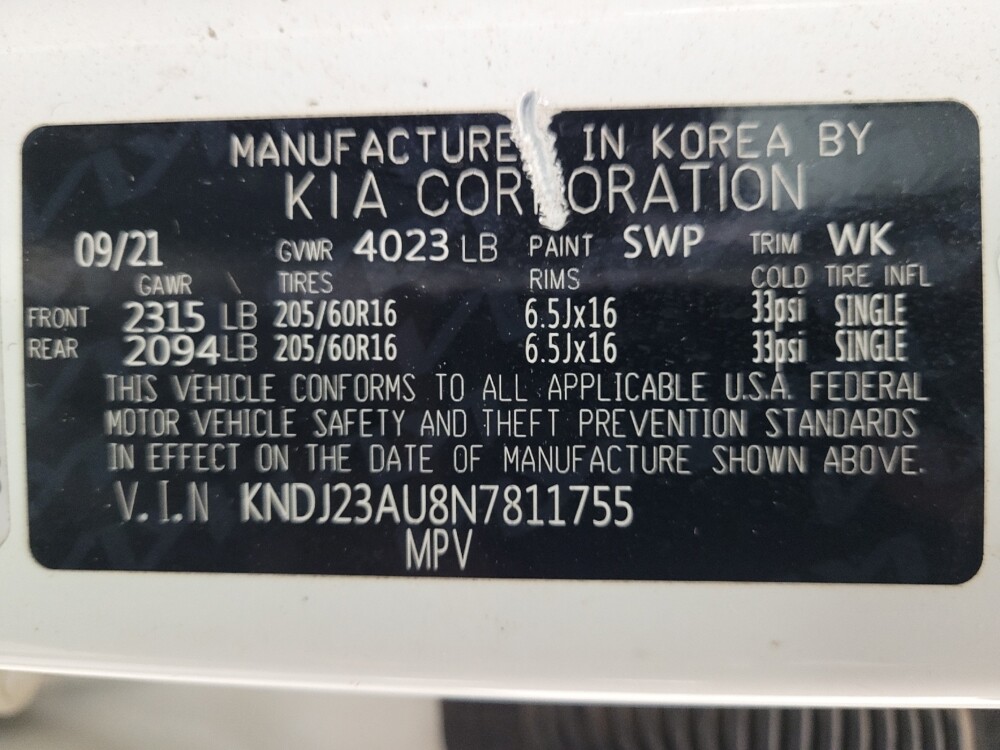 MANUFACTURE IN KOREA BY
KIA CORPORATION
09/21 GVWR 4023 LB PAINT SWP TRIM WK
GAWR TIRES RIMS COLD TIRE INFL
FRONT 2315 LB 205/60R16 6.5Jx16 33psi SINGLE
REAR 2094LB 205/60R16 6.5Jx16 33psi SINGLE
THIS VEHICLE CONFORMS TO ALL APPLICABLE U.S.A. FEDERAL
MOTOR VEHICLE SAFETY AND THEFT PREVENTION STANDARDS
IN EFFECT ON THE DATE OF MANUFACTURE SHOWN ABOVE.
V.I.N KNDJ23AU8N7811755
MPV